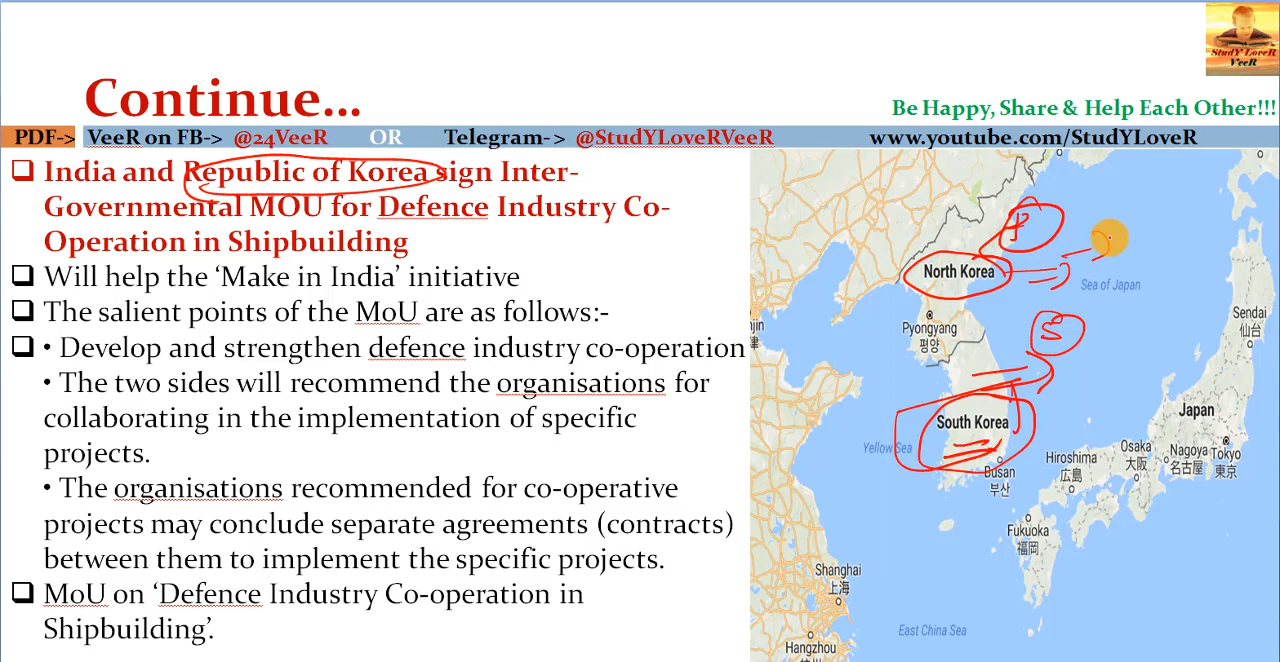 StudY LoveR
VeeR
Continue...
Be Happy, Share & Help Each Other!!!
PDF-> VeeR on FB-> @24VeeR OR Telegram-> @StudYLoveRVeeR www.youtube.com/StudYLoveR
India and Republic of Korea sign Inter-
Governmental MOU for Defence Industry Co-
Operation in Shipbuilding
Will help the ‘Make in India’ initiative
The salient points of the MoU are as follows:-
• Develop and strengthen defence industry co-operation
• The two sides will recommend the organisations for
collaborating in the implementation of specific
projects.
• The organisations recommended for co-operative
projects may conclude separate agreements (contracts)
between them to implement the specific projects.
MoU on ‘Defence Industry Co-operation in
Shipbuilding’.
North Korea
Sea of Japan
Pyongyang
평양
Sendai
仙台
jin
津
S
South Korea
Yellow Sea
Busan
부산
Japan
Hiroshima
広島
Osaka
大阪
Nagoya
名古屋
Tokyo
東京
Fukuoka
福岡
Shanghai
上海
East China Sea
Hangzhou